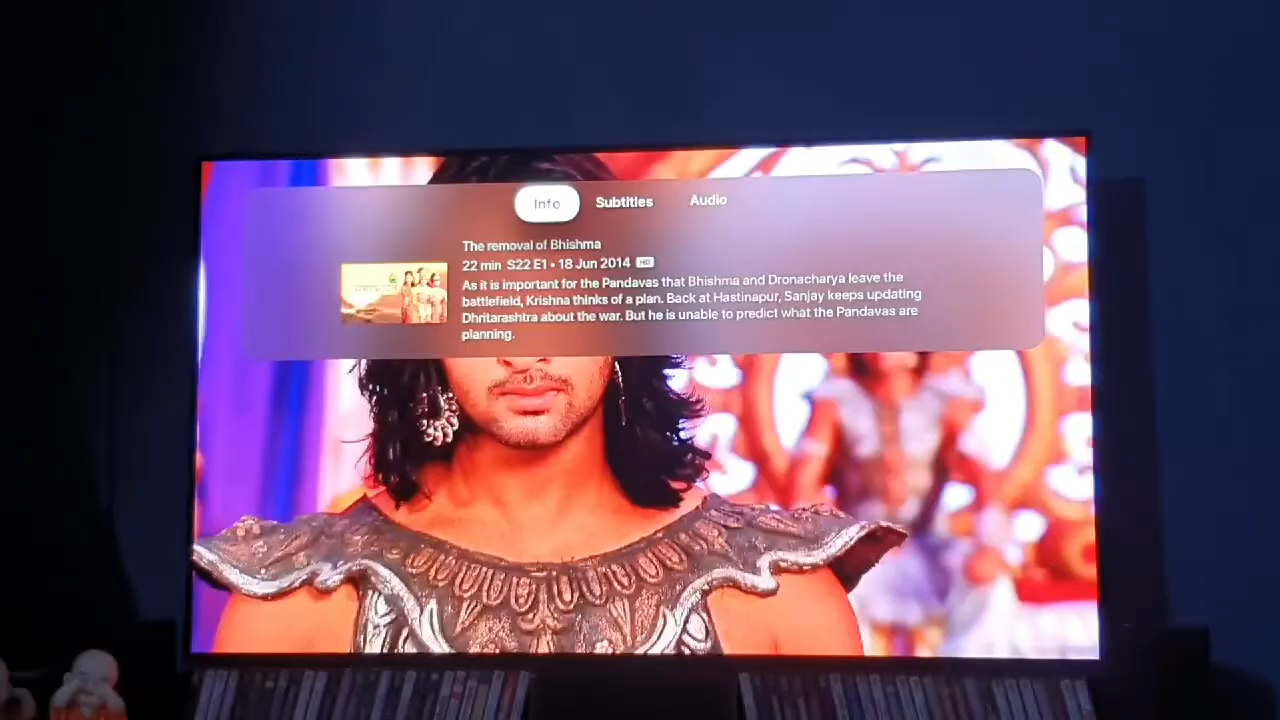 Info Subtitles Audio
The removal of Bhishma
22 min S22 E1 • 18 Jun 2014 HD
As it is important for the Pandavas that Bhishma and Dronacharya leave the
battlefield, Krishna thinks of a plan. Back at Hastinapur, Sanjay keeps updating
Dhritarashtra about the war. But he is unable to predict what the Pandavas are
planning.